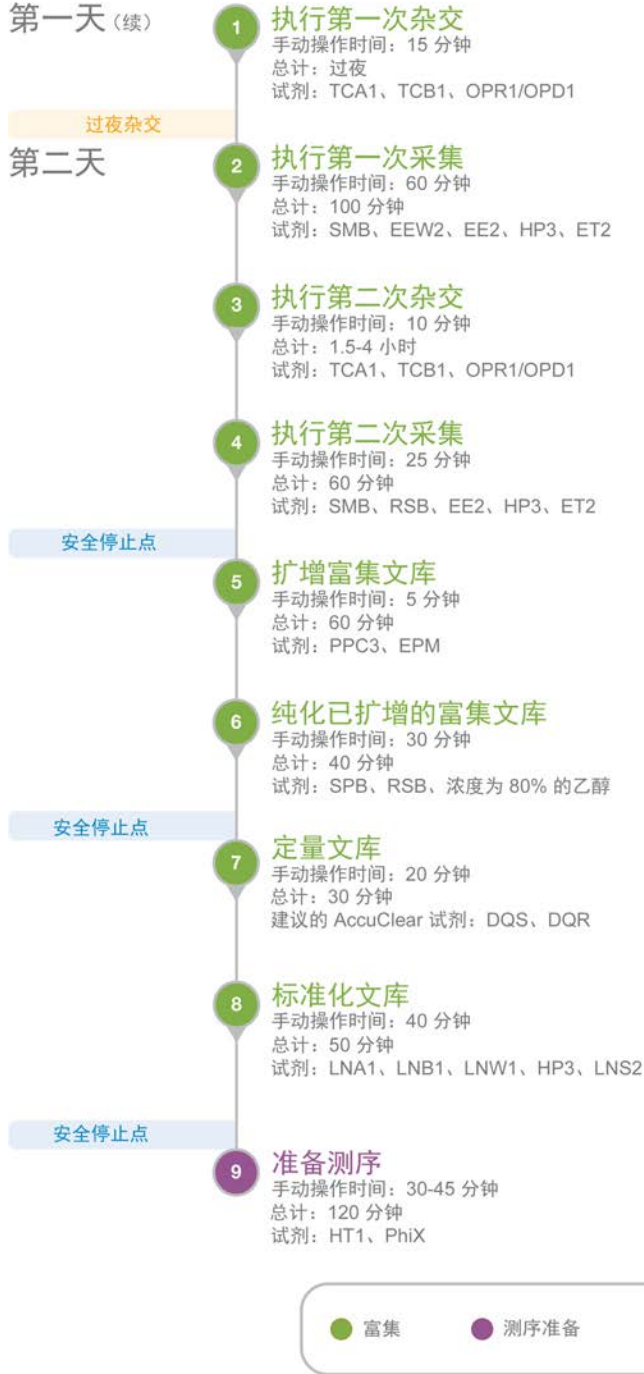 第一天（续）
1
执行第一次杂交
手动操作时间：15 分钟
总计：过夜
试剂：TCA1、TCB1、OPR1/OPD1
过夜杂交
第二天
2
执行第一次采集
手动操作时间：60 分钟
总计：100 分钟
试剂：SMB、EEW2、EE2、HP3、ET2
3
执行第二次杂交
手动操作时间：10 分钟
总计：1.5-4 小时
试剂：TCA1、TCB1、OPR1/OPD1
4
执行第二次采集
手动操作时间：25 分钟
总计：60 分钟
试剂：SMB、RSB、EE2、HP3、ET2
安全停止点
5
扩增富集文库
手动操作时间：5 分钟
总计：60 分钟
试剂：PPC3、EPM
6
纯化已扩增的富集文库
手动操作时间：30 分钟
总计：40 分钟
试剂：SPB、RSB、浓度为 80% 的乙醇
安全停止点
7
定量文库
手动操作时间：20 分钟
总计：30 分钟
建议的 AccuClear 试剂：DQS、DQR
8
标准化文库
手动操作时间：40 分钟
总计：50 分钟
试剂：LNA1、LNB1、LNW1、HP3、LNS2
安全停止点
9
准备测序
手动操作时间：30-45 分钟
总计：120 分钟
试剂：HT1、PhiX
富集
测序准备